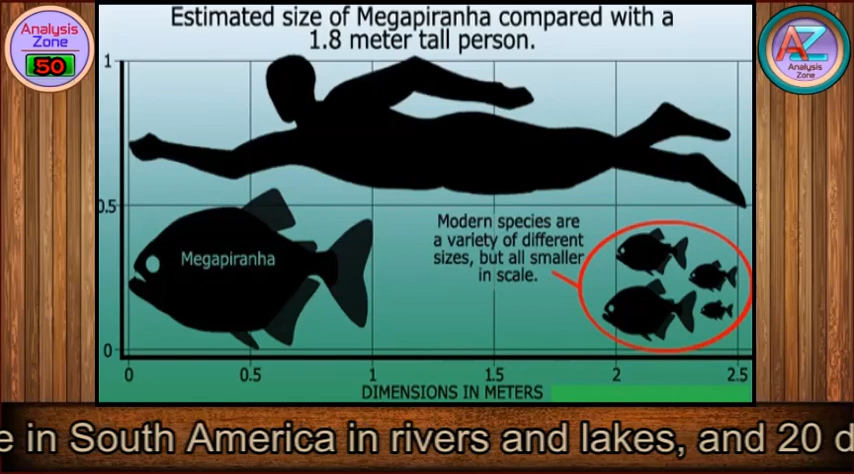 Estimated size of Megapiranha compared with a
1.8 meter tall person.
Analysis
Zone
50
AZ
Analysis
Zone
1
0.5
Megapiranha
Modern species are
a variety of different
sizes, but all smaller
in scale.
0
0 0.5 1 1.5 2 2.5
DIMENSIONS IN METERS
e in South America in rivers and lakes, and 20 d